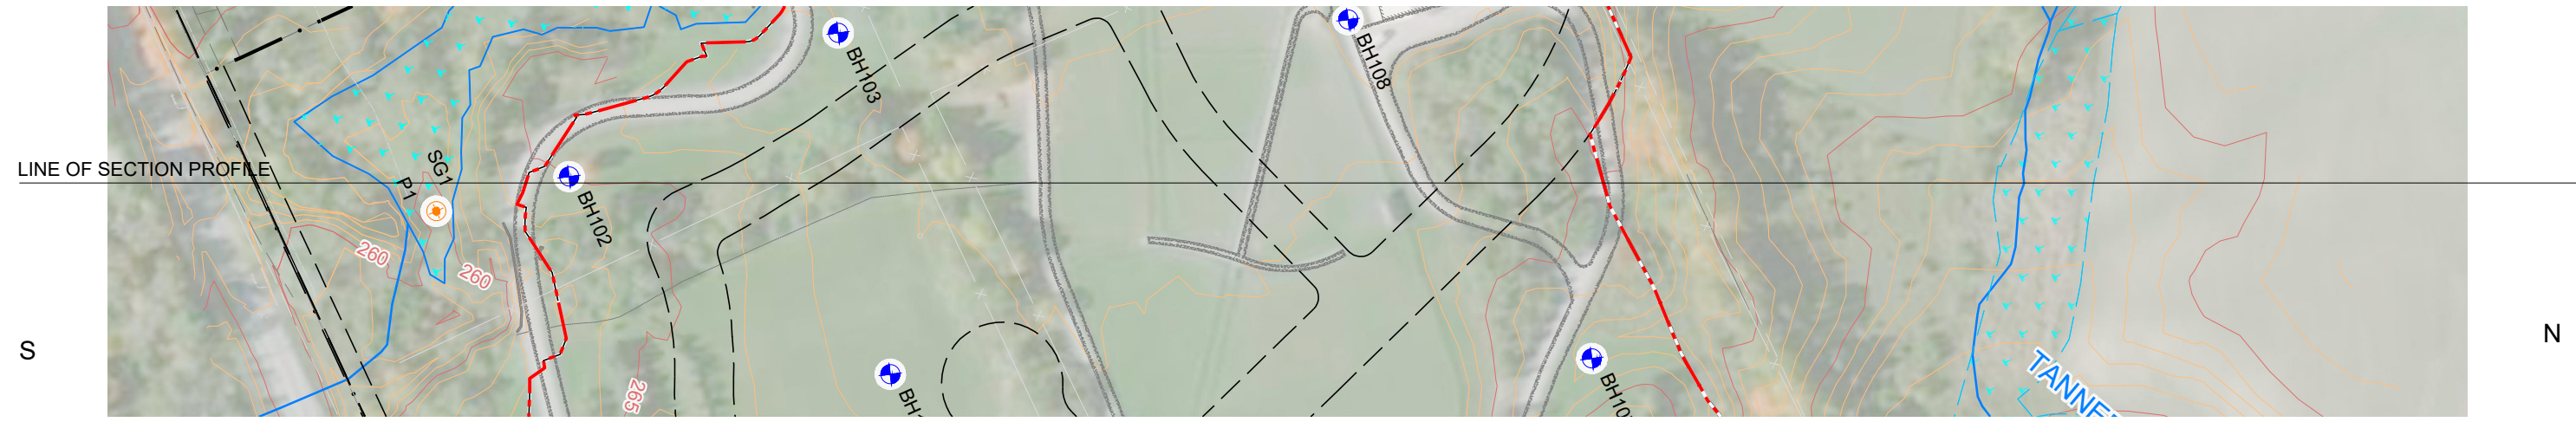 LINE OF SECTION PROFILE
BH103
BH108
SG1
P1
BH102
260
260
265
S
N